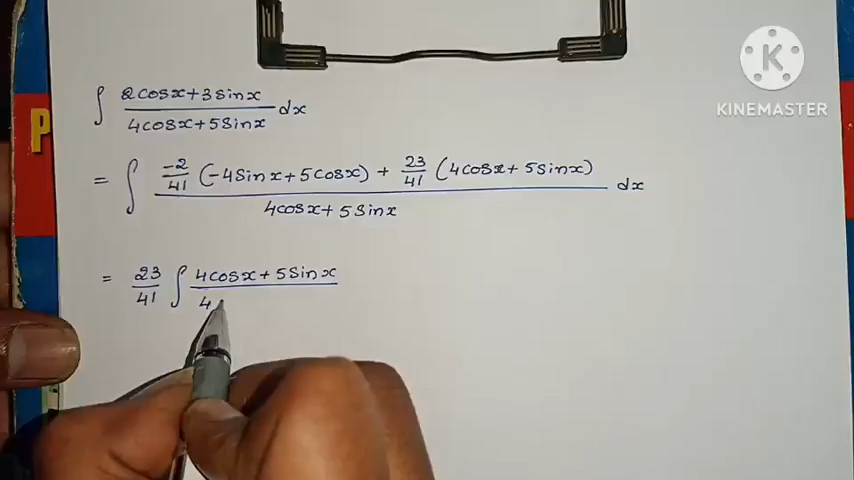 ∫ (2cosx+3sinx)/(4cosx+5sinx) dx
= ∫ (-2/41 (-4sinx+5cosx) + 23/41 (4cosx+5sinx))/(4cosx+5sinx) dx
= 23/41 ∫ (4cosx+5sinx)/(4
K
KINEMASTER
P